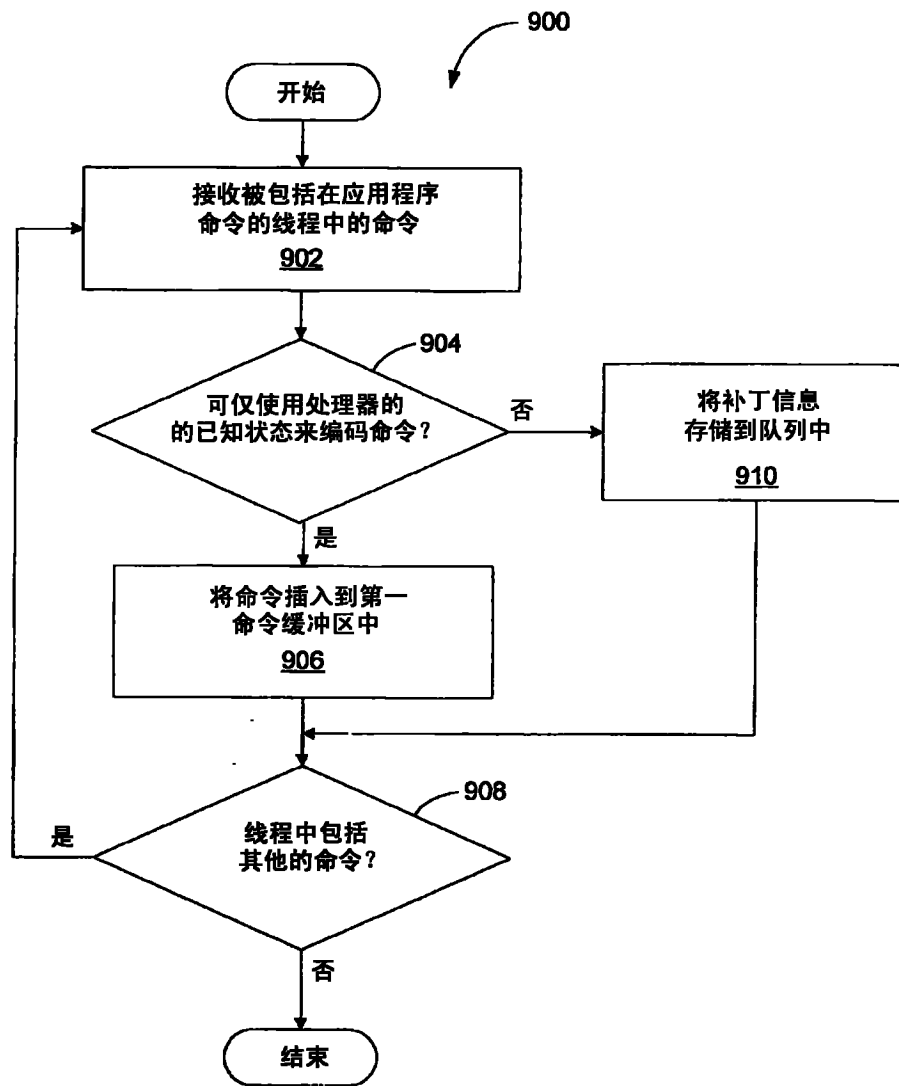 900
开始
接收被包括在应用程序
命令的线程中的命令
902
904
可仅使用处理器的
的已知状态来编码命令？
否
将补丁信息
存储到队列中
910
是
将命令插入到第一
命令缓冲区中
906
908
是
线程中包括
其他的命令？
否
结束